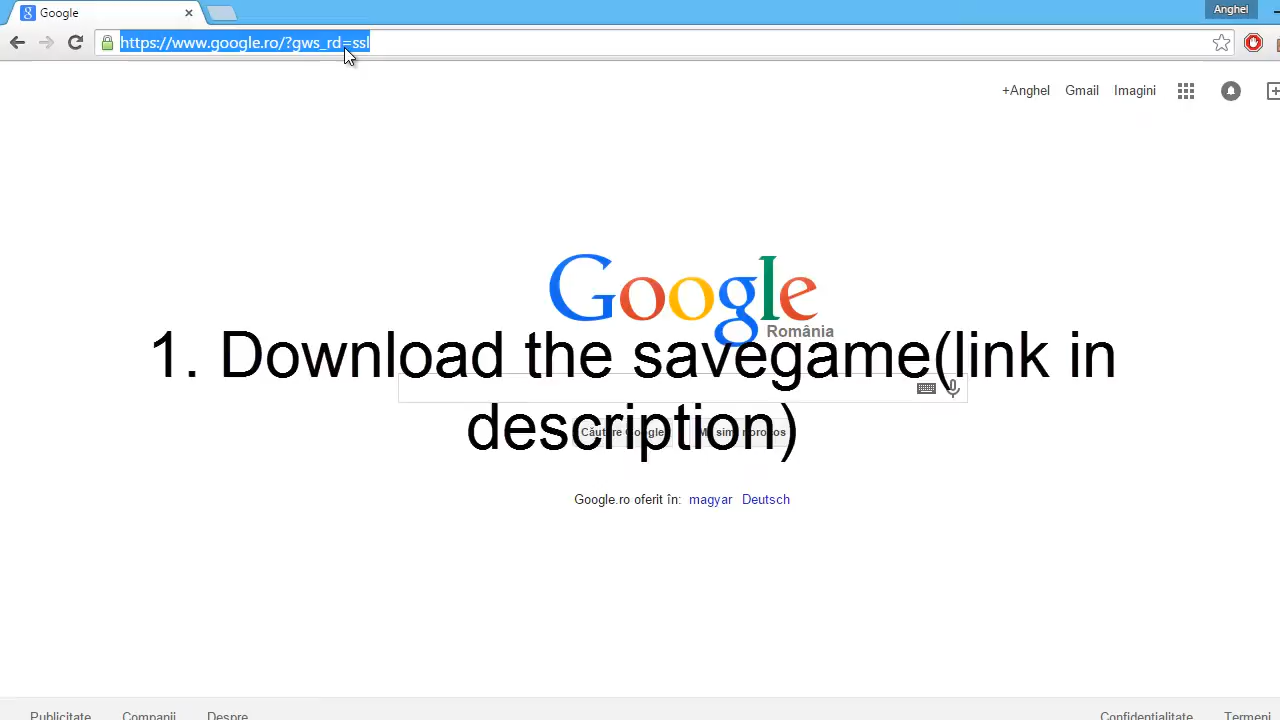 Google
Anghel
https://www.google.ro/?gws_rd=ssl
+Anghel Gmail Imagini
Google
România
1. Download the savegame(link in
description)
Google.ro oferit în: magyar Deutsch
Publicitate Companii Despre Confidențialitate Termeni